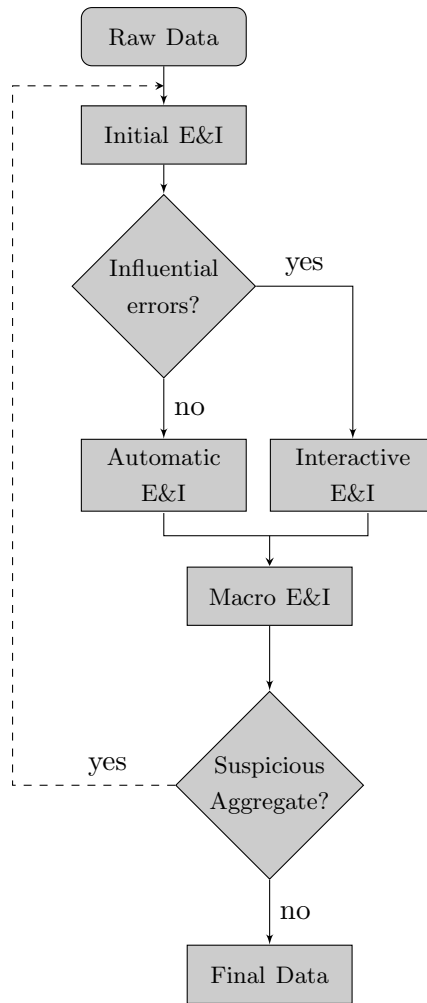 Raw Data
Initial E&I
Influential
errors?
yes
no
Automatic
E&I
Interactive
E&I
Macro E&I
Suspicious
Aggregate?
yes
no
Final Data